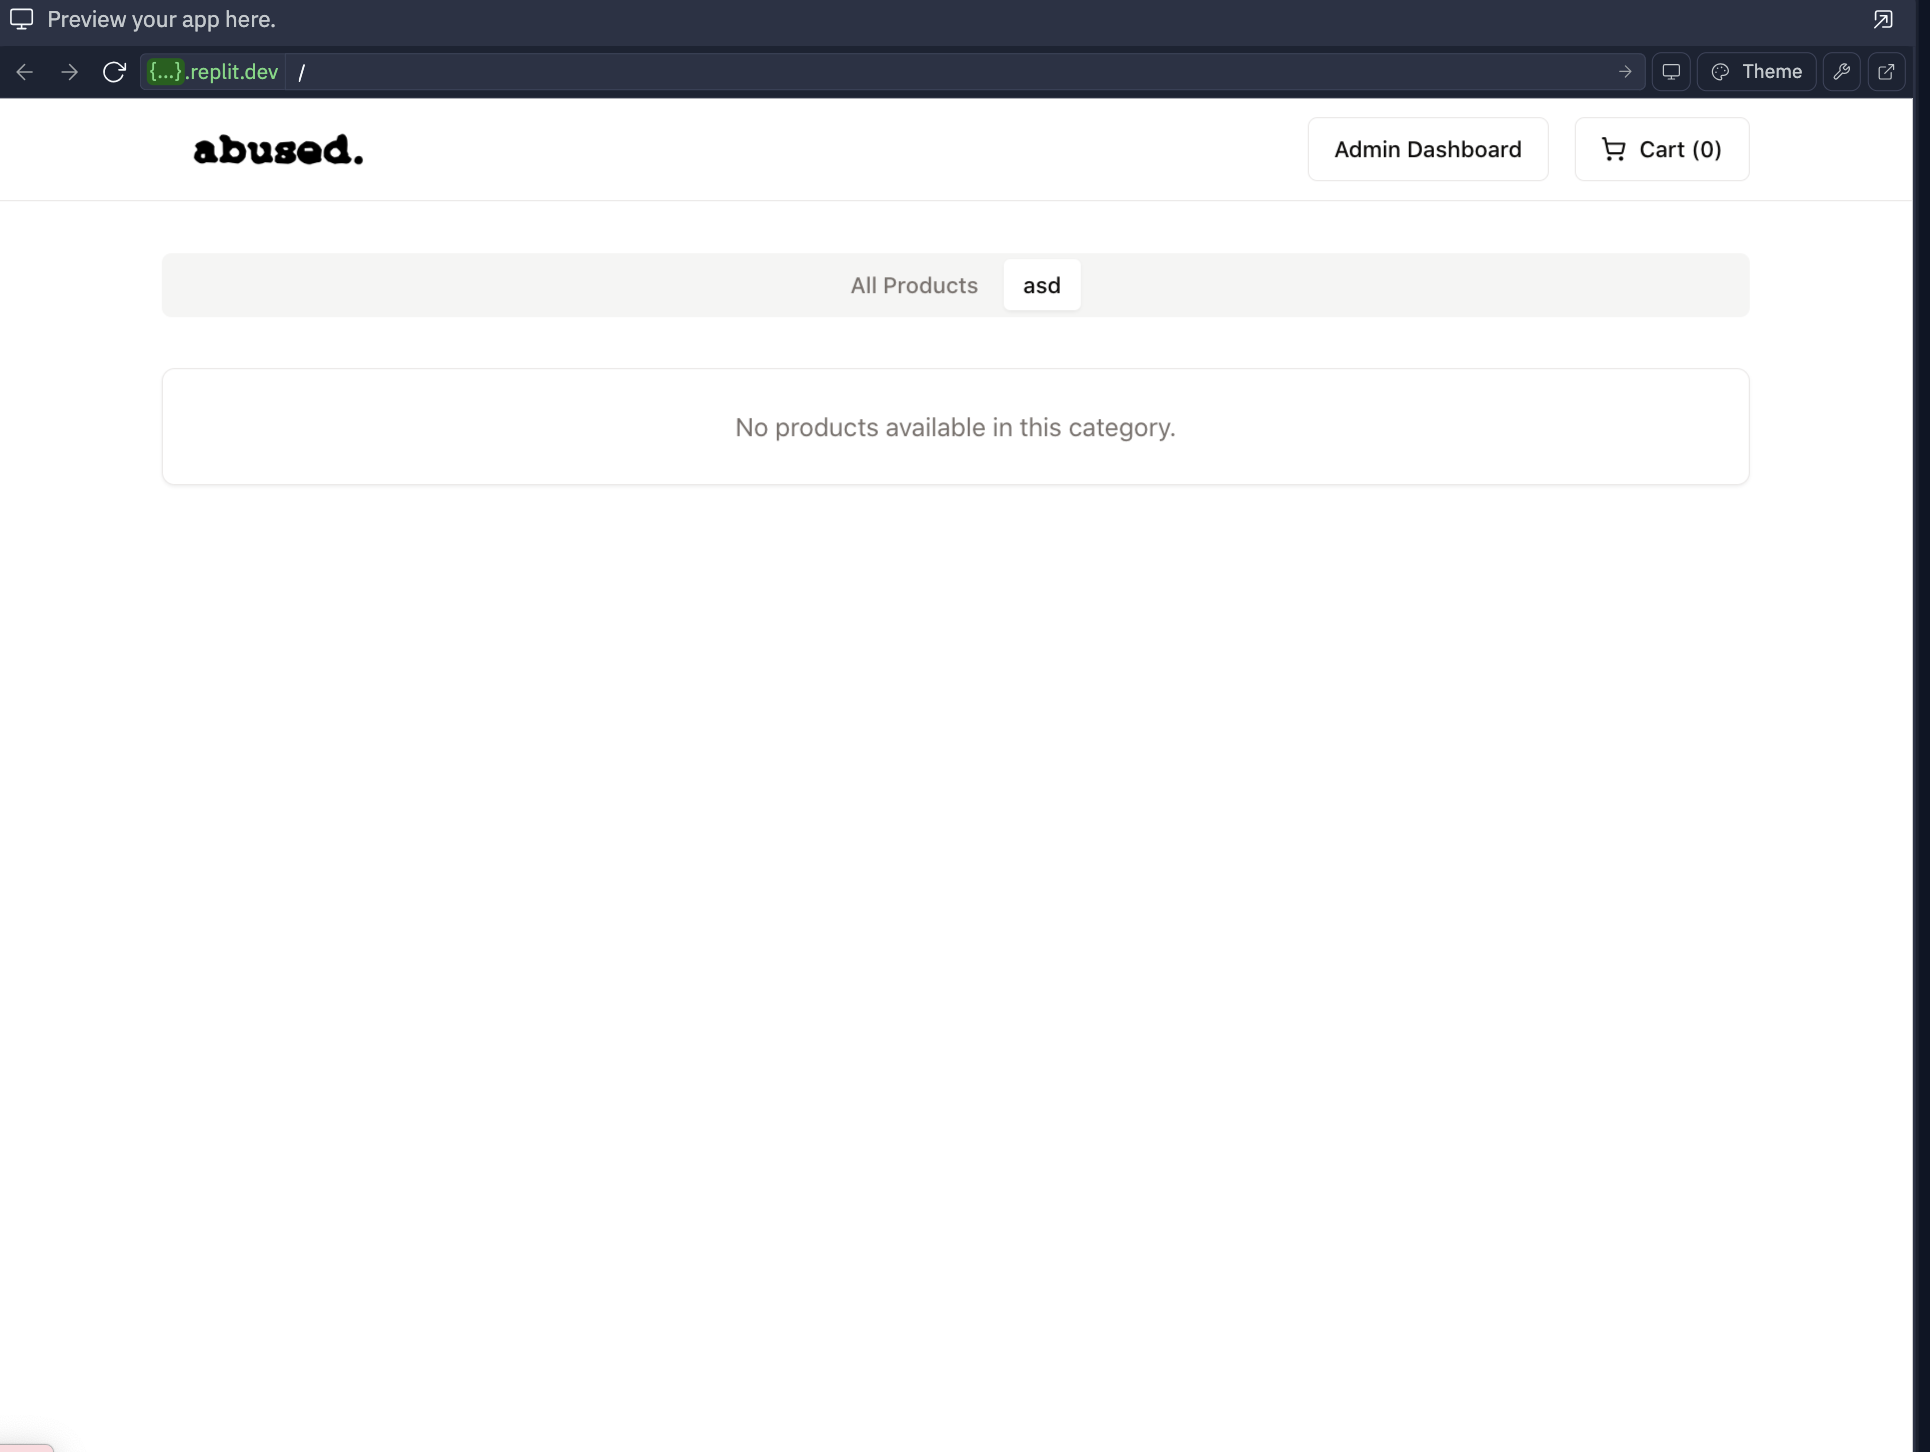 Preview your app here.
{...}.replit.dev /
Theme
abused.
Admin Dashboard
Cart (0)
All Products
asd
No products available in this category.